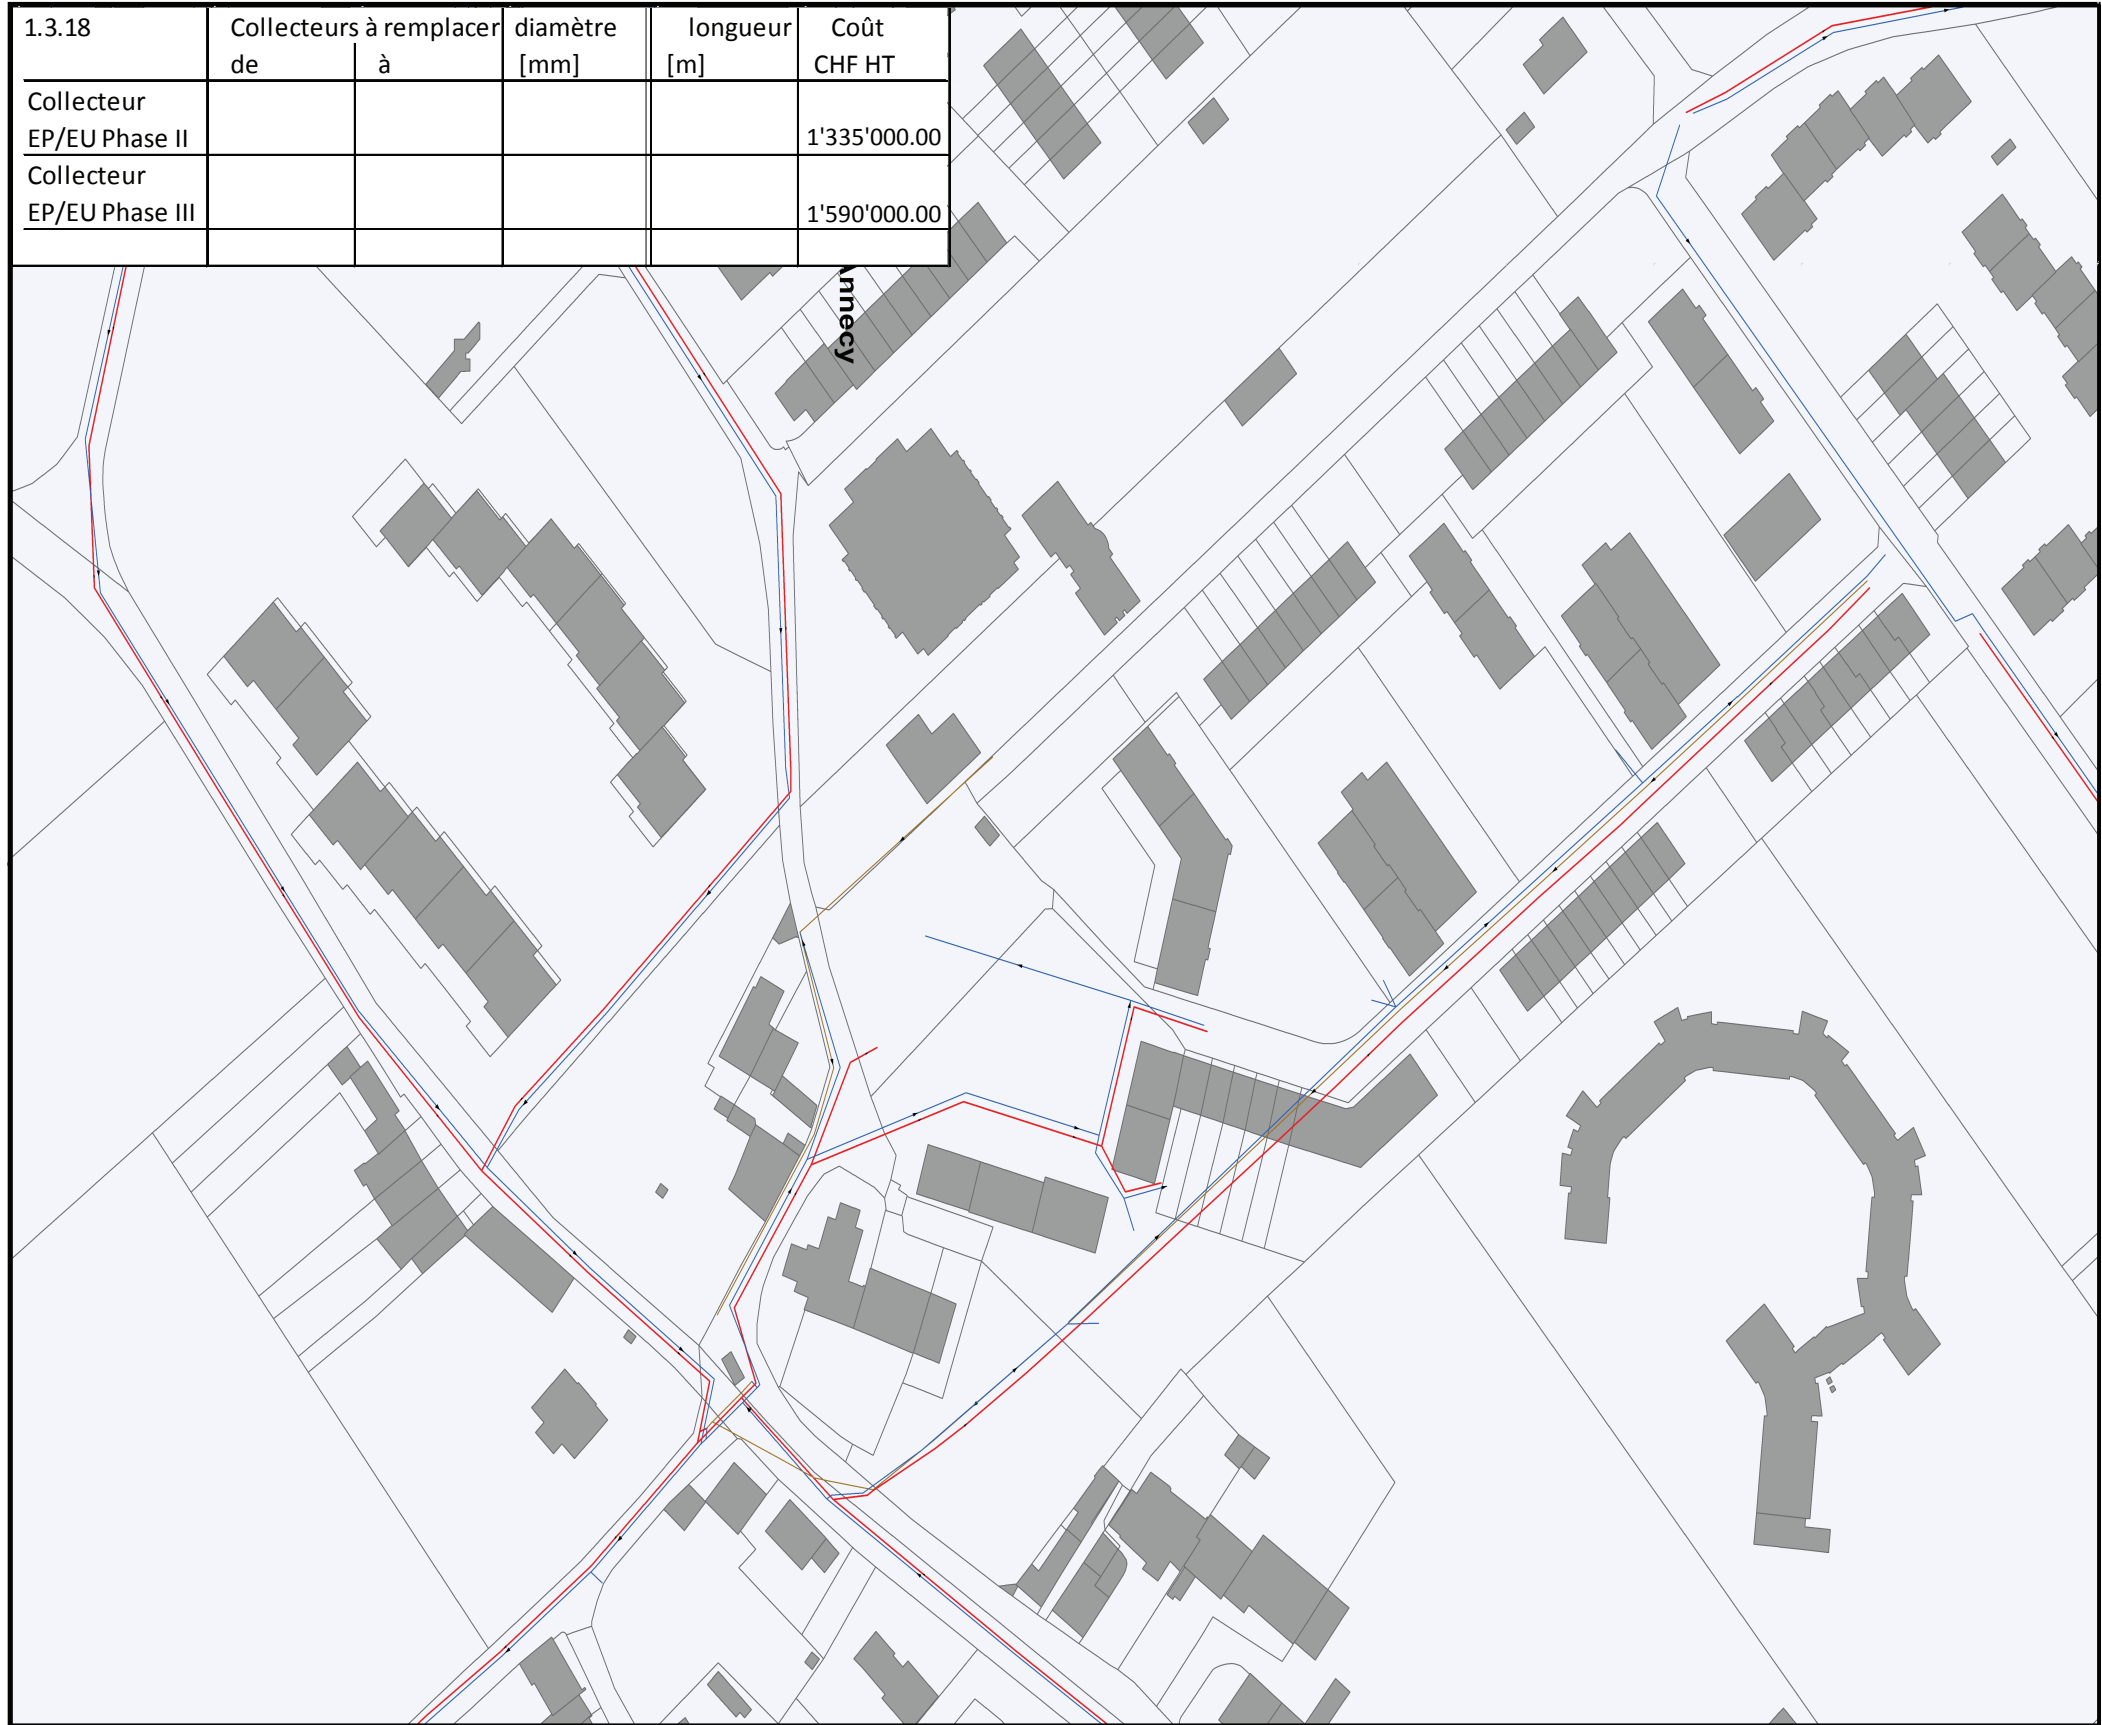 1.3.18 Collecteurs à remplacer diamètre longueur Coût
de à [mm] [m] CHF HT
Collecteur
EP/EU Phase II 1'335'000.00
Collecteur
EP/EU Phase III 1'590'000.00
Annecy